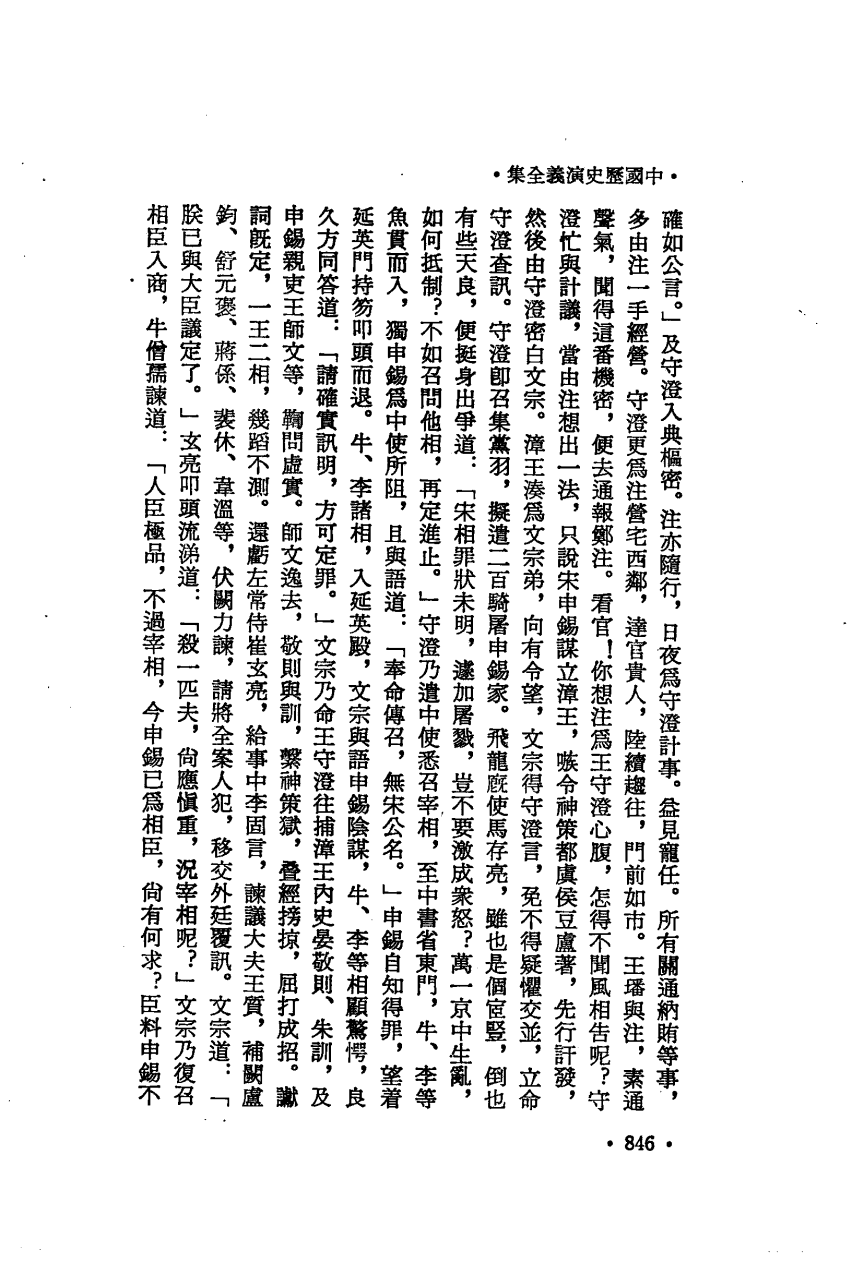 •中國歷史演義全集•
確如公言。」及守澄入典樞密。注亦隨行，日夜爲守澄計事。益見寵任。所有關通納賄等事，
多由注一手經營。守澄更爲注營宅西鄰，達官貴人，陸續趨往，門前如市。王璠與注，素通
聲氣，聞得這番機密，便去通報鄭注。看官！你想注爲王守澄心腹，怎得不聞風相告呢？守
澄忙與計議，當由注想出一法，只說宋申錫謀立漳王，嗾令神策都虞侯豆盧著，先行訐發，
然後由守澄密白文宗。漳王湊爲文宗弟，向有令望，文宗得守澄言，免不得疑懼交並，立命
守澄查訊。守澄卽召集黨羽，擬遣二百騎屠申錫家。飛龍廐使馬存亮，雖也是個宦豎，倒也
有些天良，便挺身出爭道：「宋相罪狀未明，遽加屠戮，豈不要激成衆怒？萬一京中生亂，
如何抵制？不如召問他相，再定進止。」守澄乃遣中使悉召宰相，至中書省東門，牛、李等
魚貫而入，獨申錫爲中使所阻，且與語道：「奉命傳召，無宋公名。」申錫自知得罪，望着
延英門持笏叩頭而退。牛、李諸相，入延英殿，文宗與語申錫陰謀，牛、李等相顧驚愕，良
久方同答道：「請確實訊明，方可定罪。」文宗乃命王守澄往捕漳王內史晏敬則、朱訓，及
申錫親吏王師文等，鞫問虛實。師文逸去，敬則與訓，繫神策獄，疊經搒掠，屈打成招。讞
詞旣定，一王二相，幾蹈不測。還虧左常侍崔玄亮，給事中李固言，諫議大夫王質，補闕盧
鈞、舒元褒、蔣係、裴休、韋溫等，伏闕力諫，請將全案人犯，移交外廷覆訊。文宗道：「
朕已與大臣議定了。」玄亮叩頭流涕道：「殺一匹夫，尙應愼重，況宰相呢？」文宗乃復召
相臣入商，牛僧孺諫道：「人臣極品，不過宰相，今申錫已爲相臣，尙有何求？臣料申錫不
•846•